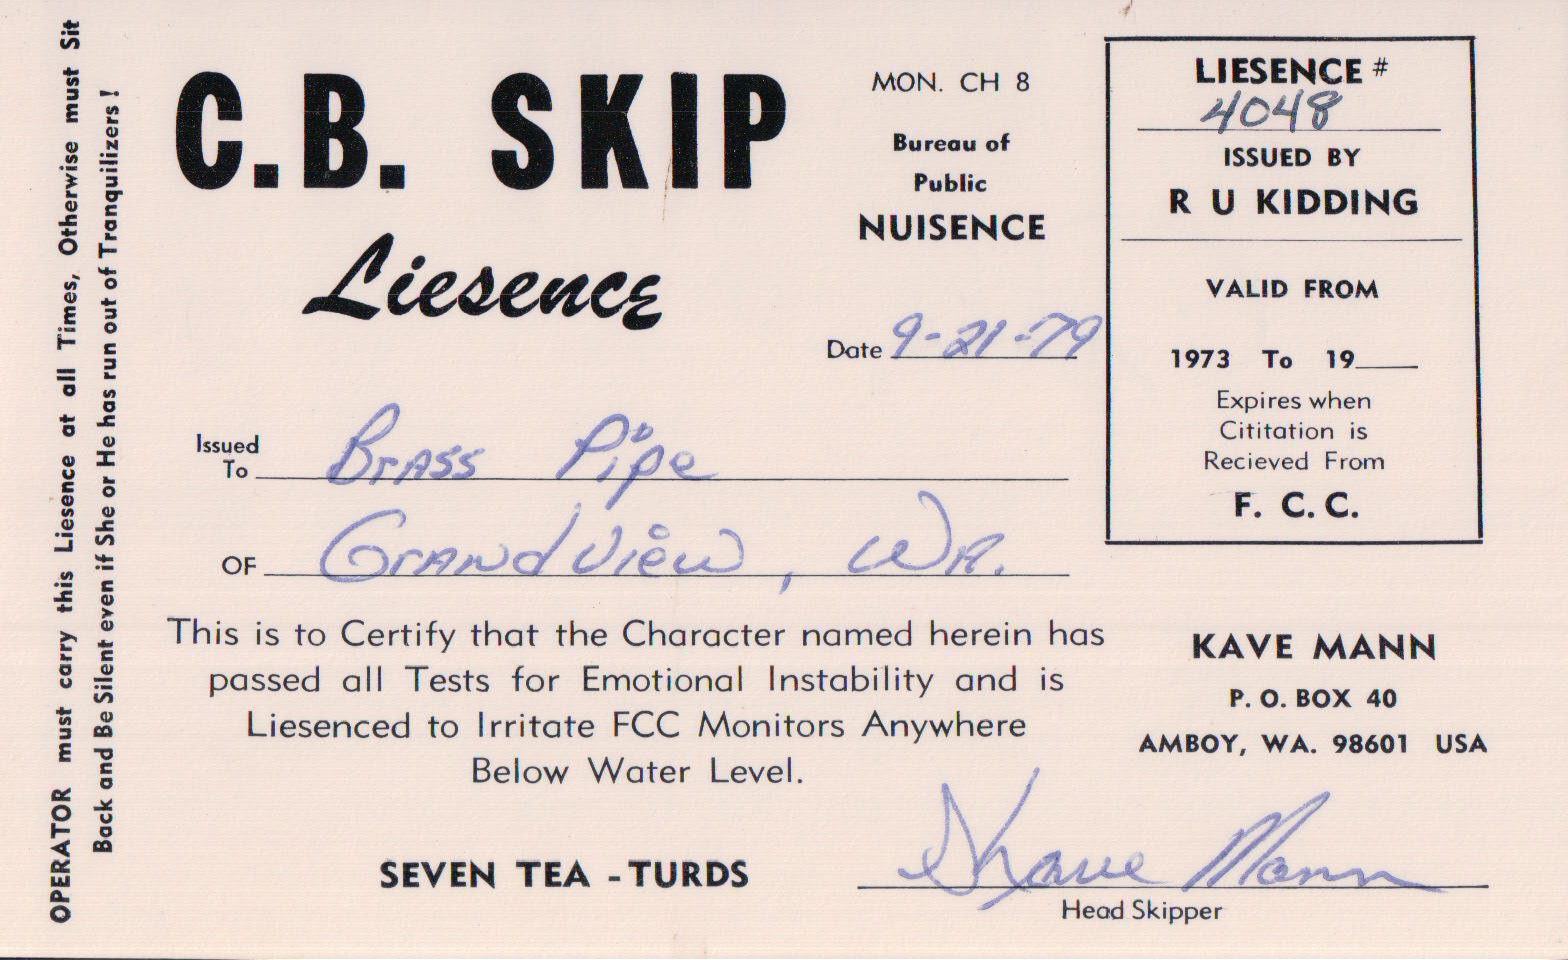 OPERATOR must carry this Liesence at all Times, Otherwise must Sit
Back and Be Silent even if She or He has run out of Tranquilizers!
C.B. SKIP
Liesence
MON. CH 8
Bureau of
Public
NUISENCE
Date 9-21-79
LIESENCE #
4048
ISSUED BY
R U KIDDING
VALID FROM
1973 To 19
Expires when
Cititation is
Recieved From
F. C. C.
Issued
To Brass Pipe
OF Grandview, Wa.
This is to Certify that the Character named herein has
passed all Tests for Emotional Instability and is
Liesenced to Irritate FCC Monitors Anywhere
Below Water Level.
KAVE MANN
P. O. BOX 40
AMBOY, WA. 98601 USA
SEVEN TEA - TURDS
Kave Mann
Head Skipper